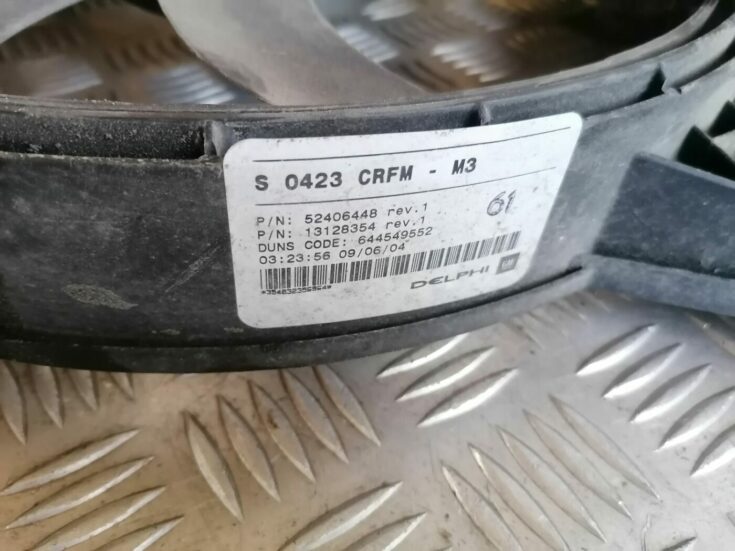 S 0423 CRFM - M3
P/N: 52406448 rev.1
P/N: 13128354 rev.1
61
DUNS CODE: 644549552
03:23:56 09/06/04
DELPHI GM